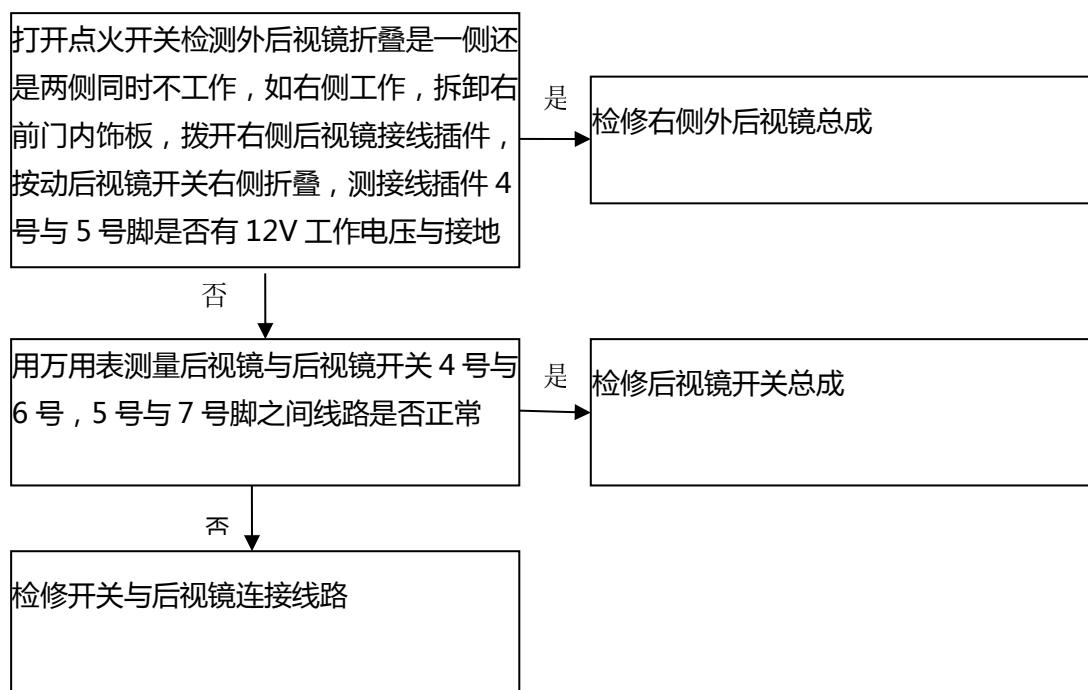 打开点火开关检测外后视镜折叠是一侧还
是两侧同时不工作，如右侧工作，拆卸右
前门内饰板，拨开右侧后视镜接线插件，
按动后视镜开关右侧折叠，测接线插件 4
号与 5 号脚是否有 12V 工作电压与接地
是
检修右侧外后视镜总成
否
用万用表测量后视镜与后视镜开关 4 号与
6 号，5 号与 7 号脚之间线路是否正常
是
检修后视镜开关总成
否
检修开关与后视镜连接线路